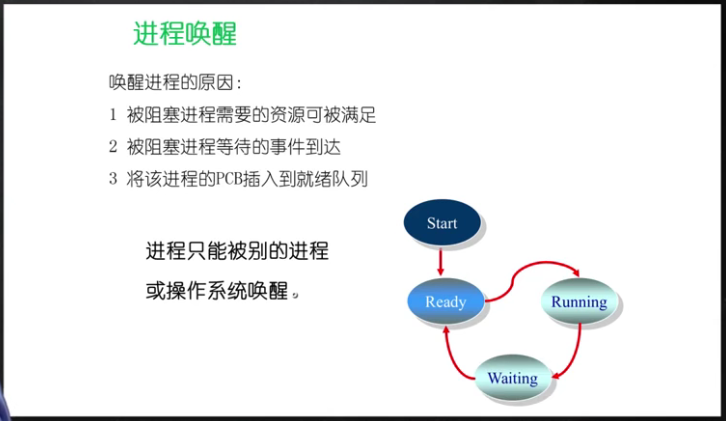 进程唤醒
唤醒进程的原因：
1 被阻塞进程需要的资源可被满足
2 被阻塞进程等待的事件到达
3 将该进程的PCB插入到就绪队列
进程只能被别的进程
或操作系统唤醒。
Start
Ready
Running
Waiting